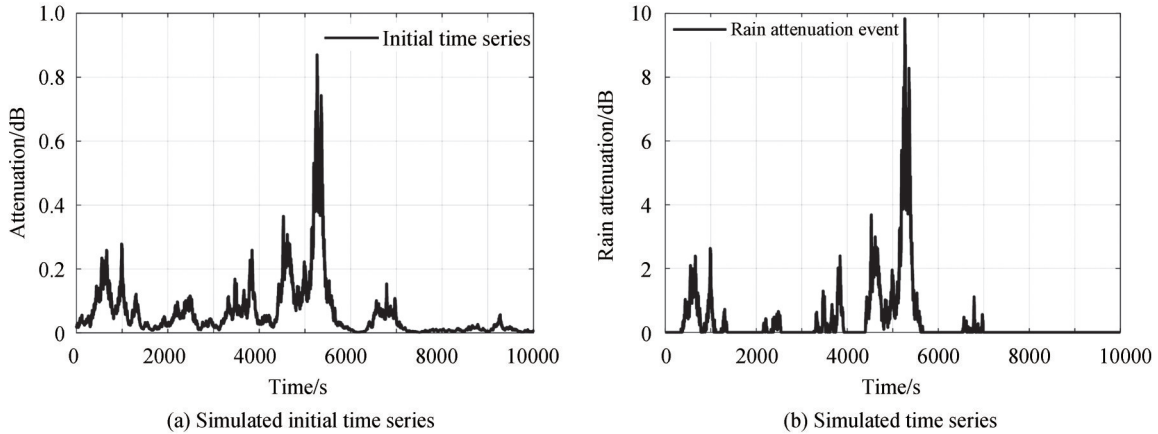 Initial time series
1.0
0.8
0.6
0.4
0.2
0
Attenuation/dB
0 2000 4000 6000 8000 10000
Time/s
(a) Simulated initial time series
Rain attenuation event
10
8
6
4
2
0
Rain attenuation/dB
0 2000 4000 6000 8000 10000
Time/s
(b) Simulated time series